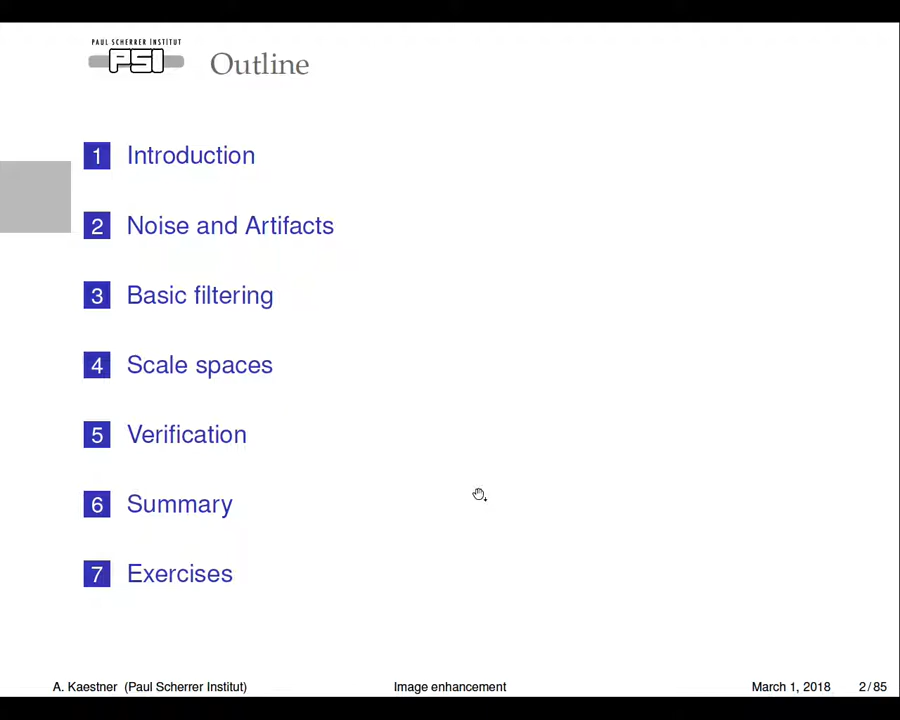 PAUL SCHERRER INSTITUT
PSI
Outline
1 Introduction
2 Noise and Artifacts
3 Basic filtering
4 Scale spaces
5 Verification
6 Summary
7 Exercises
A. Kaestner (Paul Scherrer Institut) Image enhancement March 1, 2018 2 / 85